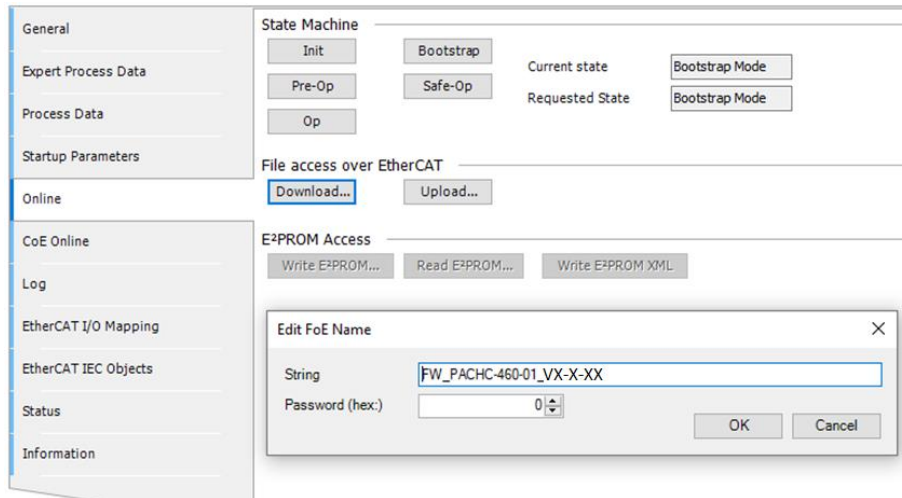 General
Expert Process Data
Process Data
Startup Parameters
Online
CoE Online
Log
EtherCAT I/O Mapping
EtherCAT IEC Objects
Status
Information
State Machine
Init
Bootstrap
Pre-Op
Safe-Op
Op
Current state
Bootstrap Mode
Requested State
Bootstrap Mode
File access over EtherCAT
Download...
Upload...
E²PROM Access
Write E²PROM...
Read E²PROM...
Write E²PROM XML
Edit FoE Name
String
FW_PACHC-460-01_VX-X-XX
Password (hex:)
0
OK
Cancel